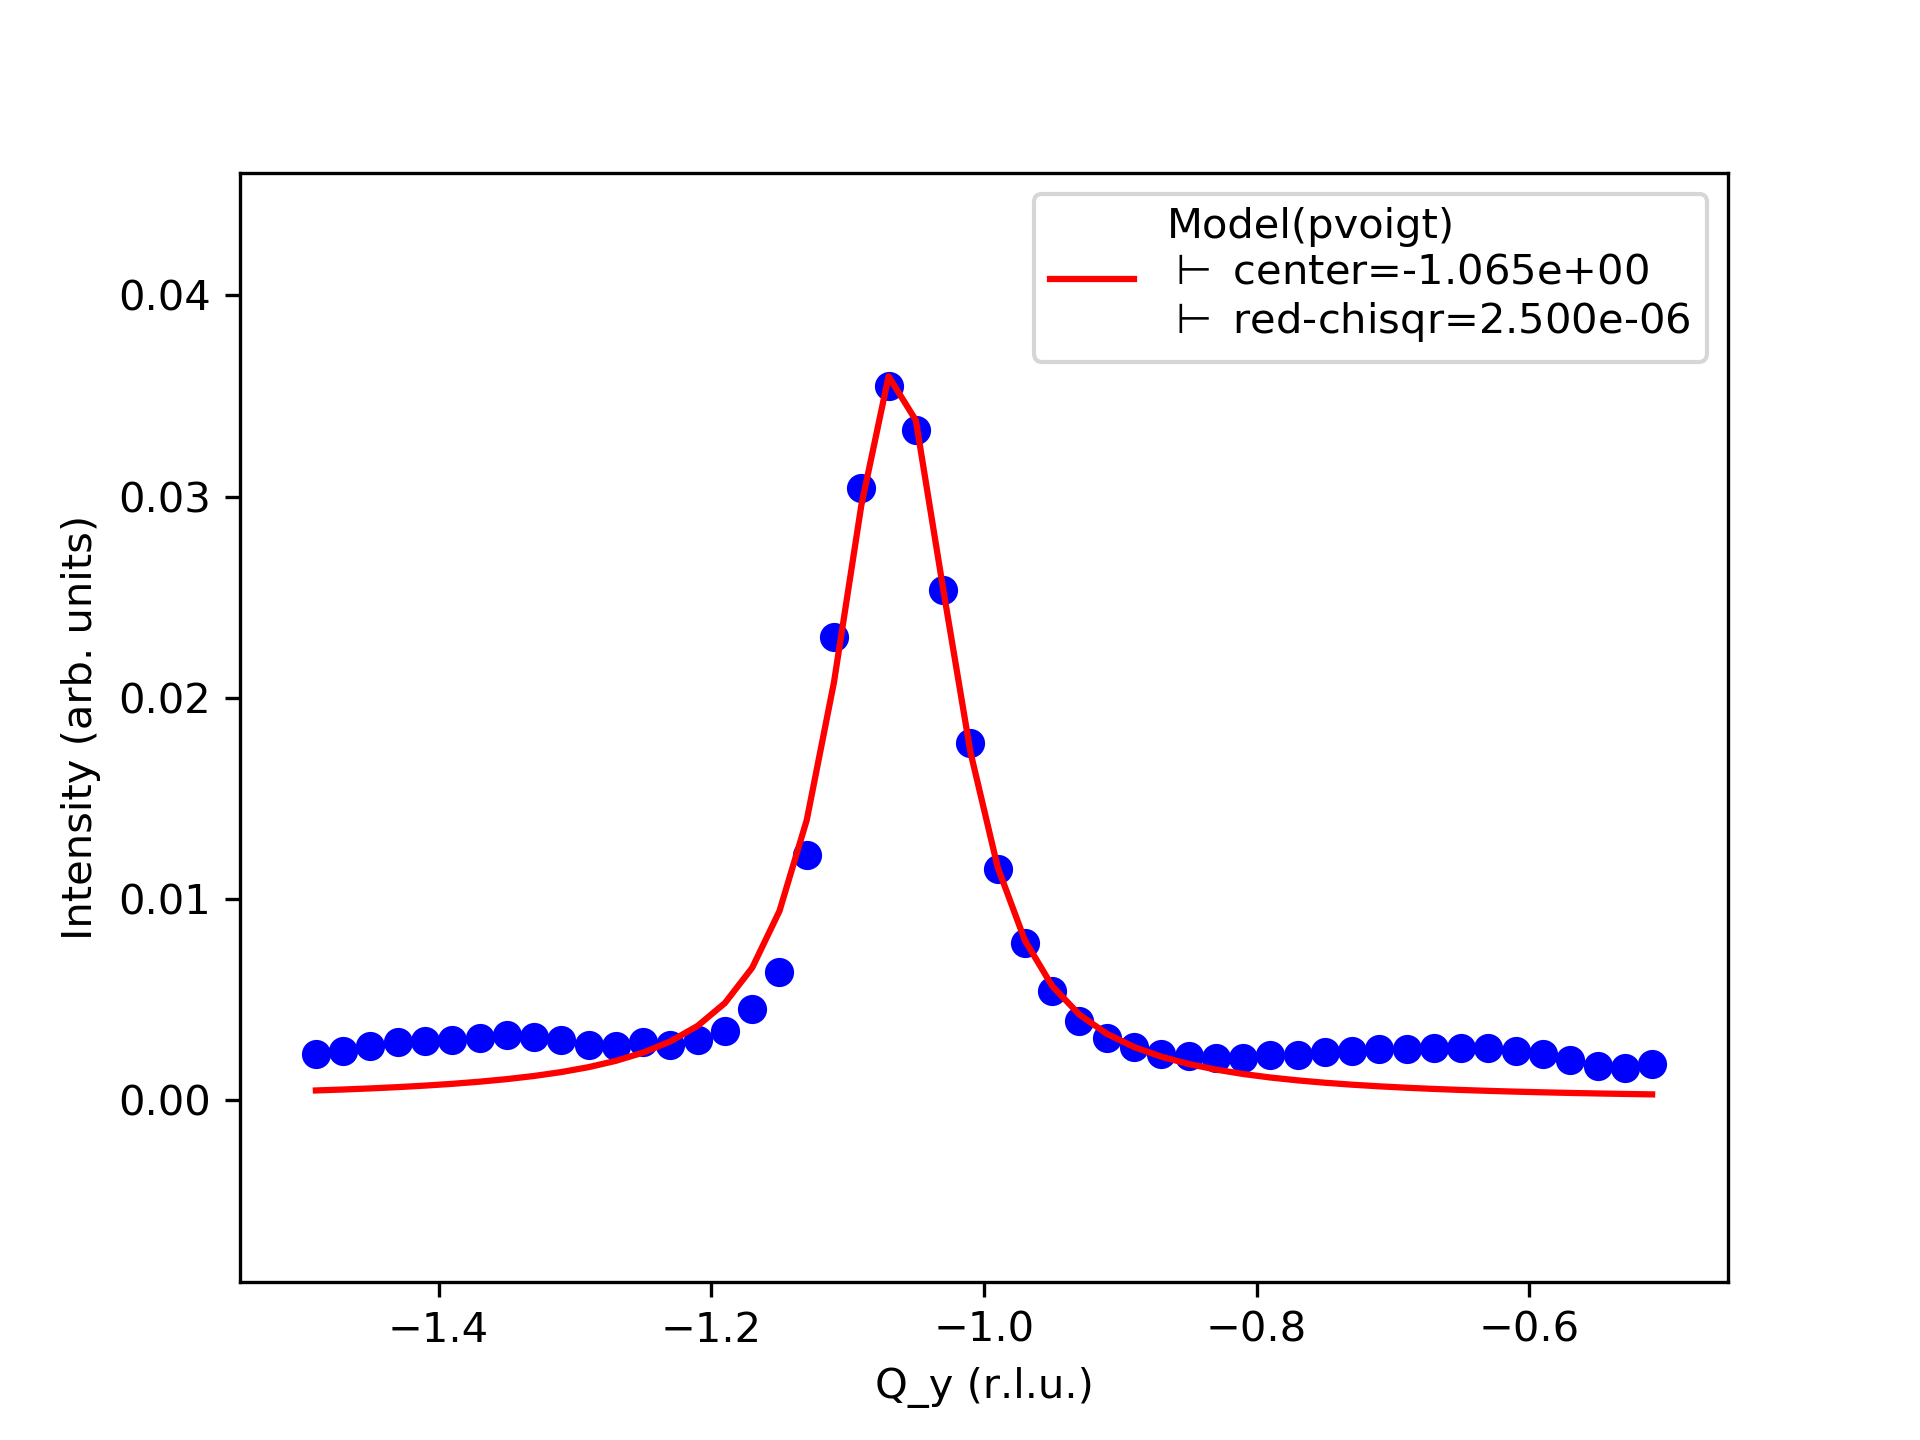 Model(pvoigt)
⊢ center=-1.065e+00
⊢ red-chisqr=2.500e-06
0.04
0.03
0.02
0.01
0.00
Intensity (arb. units)
−1.4 −1.2 −1.0 −0.8 −0.6
Q_y (r.l.u.)